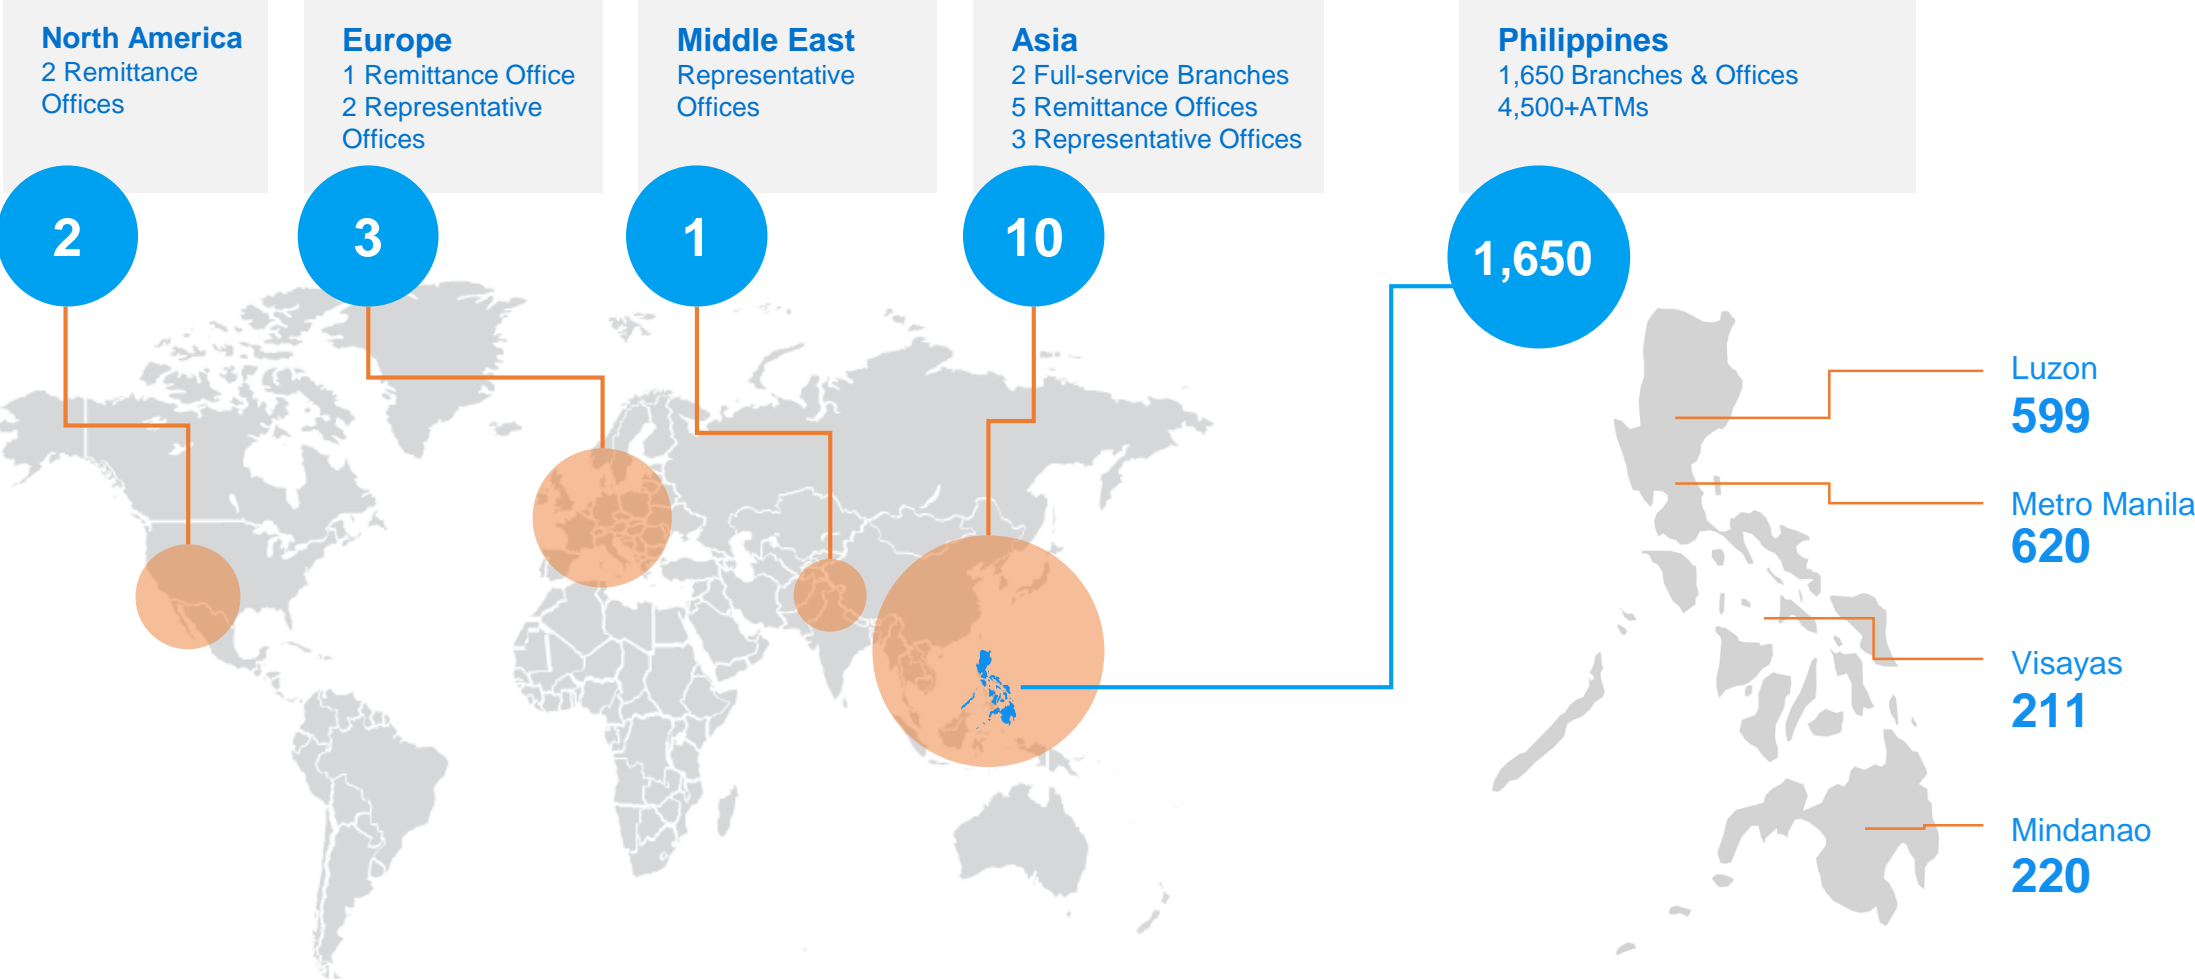 North America
2 Remittance
Offices
Europe
1 Remittance Office
2 Representative
Offices
Middle East
Representative
Offices
Asia
2 Full-service Branches
5 Remittance Offices
3 Representative Offices
Philippines
1,650 Branches & Offices
4,500+ATMs
2
3
1
10
1,650
Luzon
599
Metro Manila
620
Visayas
211
Mindanao
220